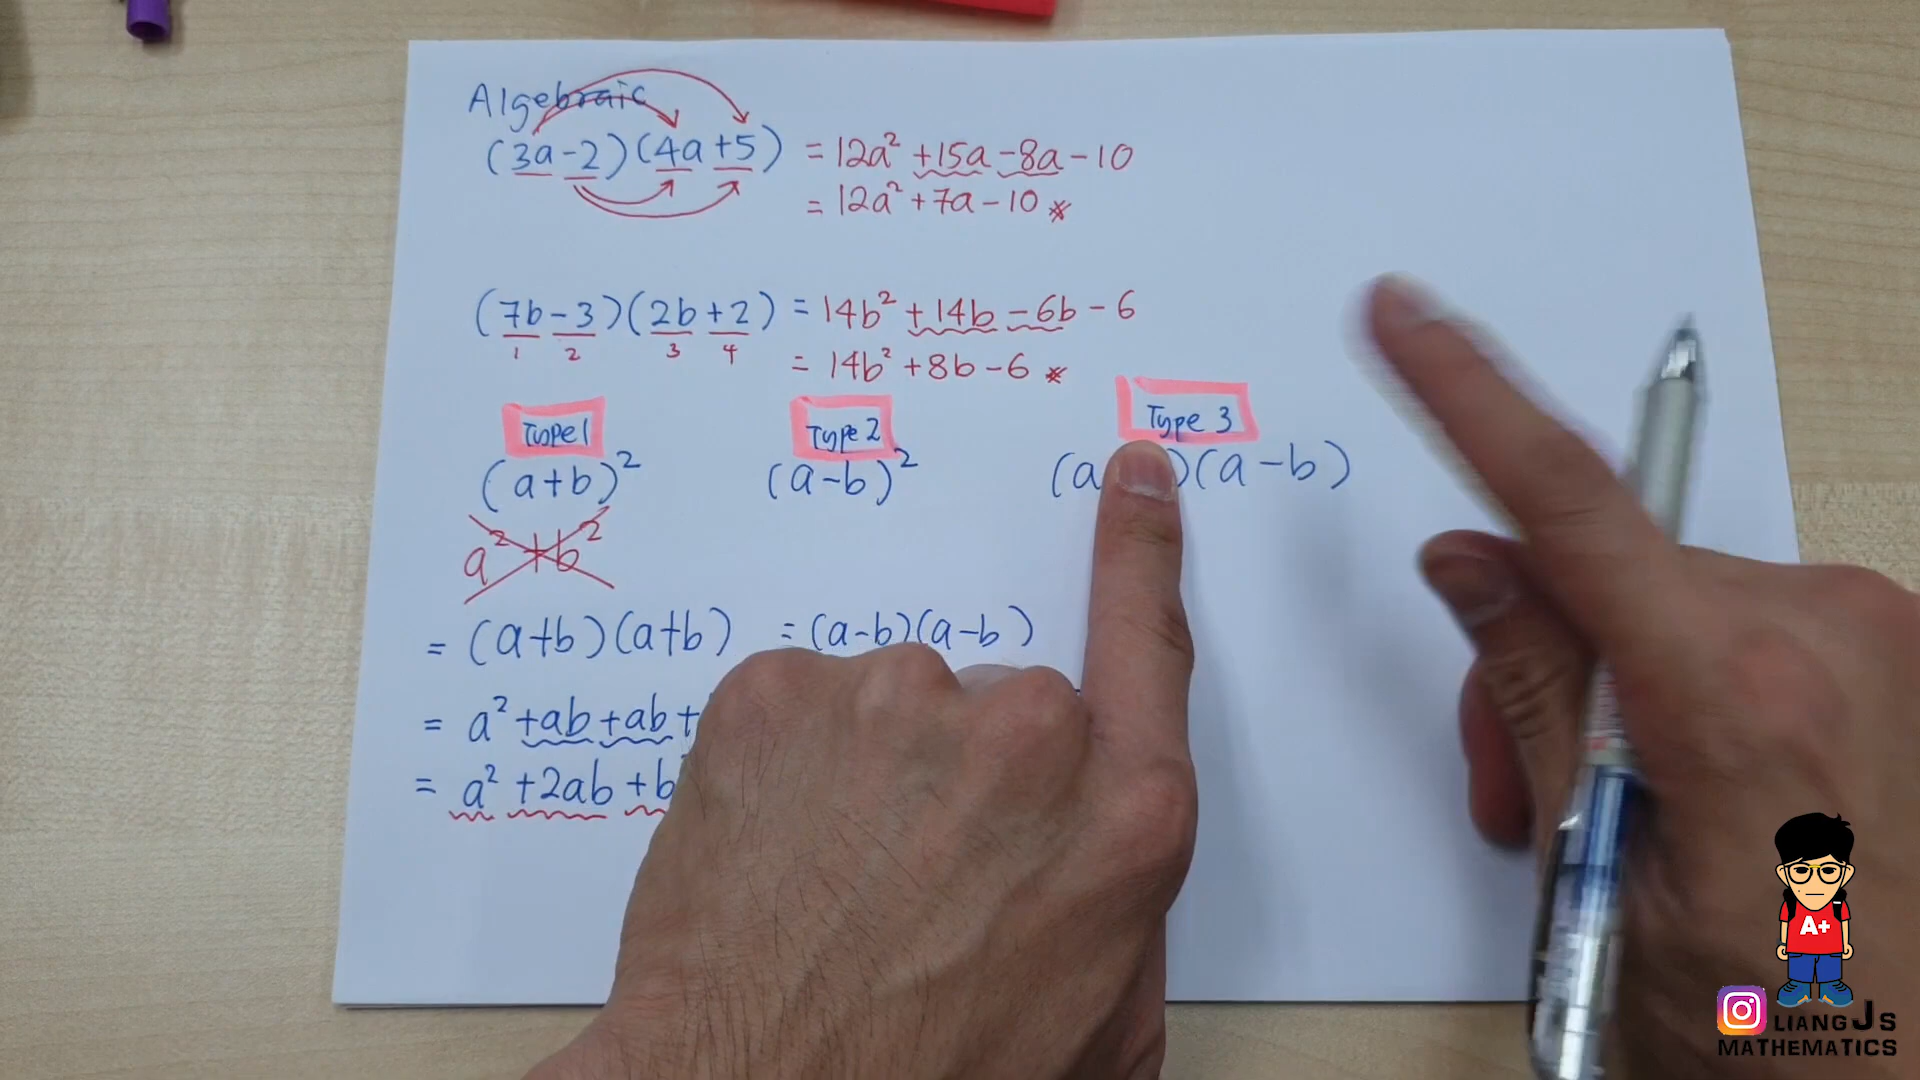 Algebraic
(3a-2)(4a+5) = 12a² +15a -8a -10
= 12a² +7a -10
(7b-3)(2b+2) = 14b² +14b -6b -6
1 2 3 4
= 14b² +8b -6
Type 1 Type 2 Type 3
(a+b)² (a-b)² (a )(a-b)
a²+b²
= (a+b)(a+b) = (a-b)(a-b)
= a² +ab +ab +
= a² +2ab +b
A+
LIANGJS
MATHEMATICS